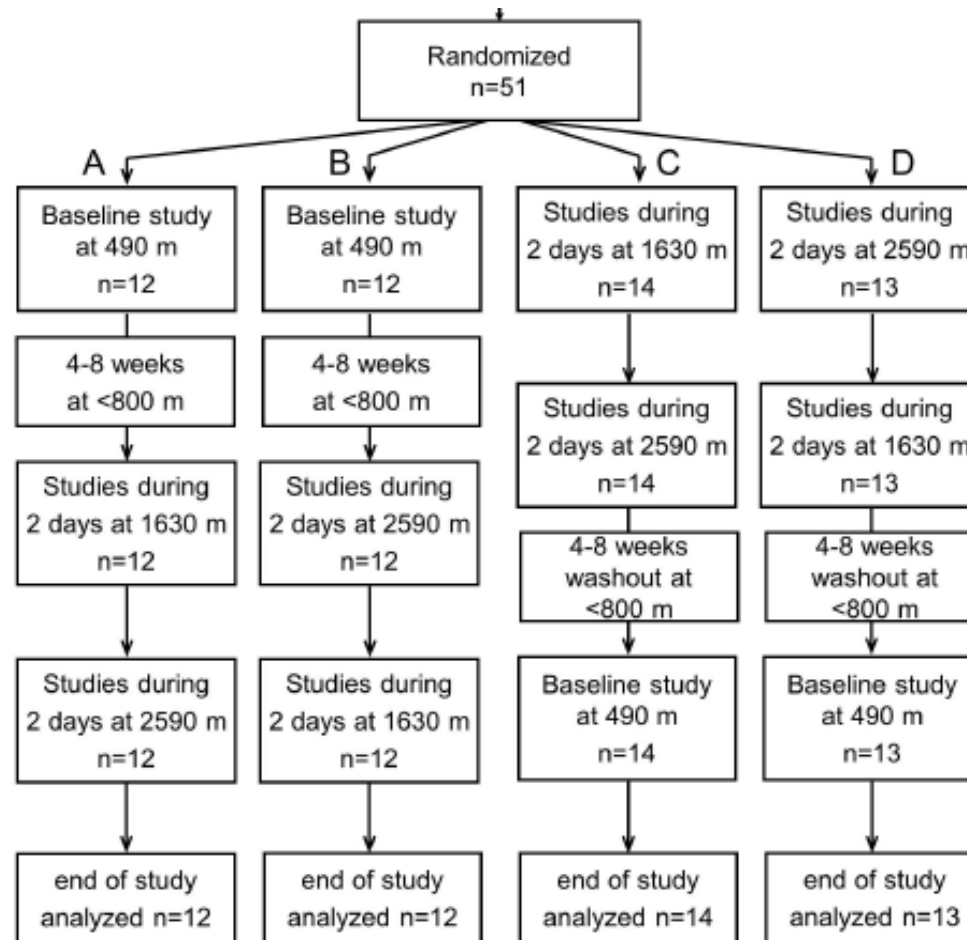 Randomized
n=51
A
B
C
D
Baseline study
at 490 m
n=12
Baseline study
at 490 m
n=12
Studies during
2 days at 1630 m
n=14
Studies during
2 days at 2590 m
n=13
4-8 weeks
at <800 m
4-8 weeks
at <800 m
Studies during
2 days at 2590 m
n=14
Studies during
2 days at 1630 m
n=13
Studies during
2 days at 1630 m
n=12
Studies during
2 days at 2590 m
n=12
4-8 weeks
washout at
<800 m
4-8 weeks
washout at
<800 m
Studies during
2 days at 2590 m
n=12
Studies during
2 days at 1630 m
n=12
Baseline study
at 490 m
n=14
Baseline study
at 490 m
n=13
end of study
analyzed n=12
end of study
analyzed n=12
end of study
analyzed n=14
end of study
analyzed n=13